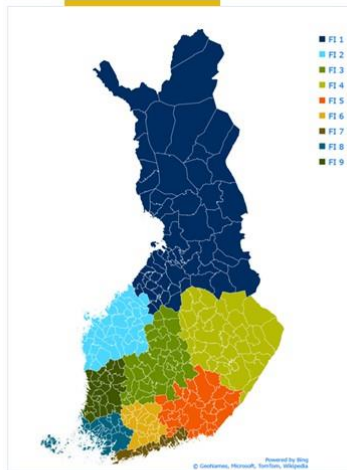 FI 1
FI 2
FI 3
FI 4
FI 5
FI 6
FI 7
FI 8
FI 9
Powered by Bing
© GeoNames, Microsoft, TomTom, Wikipedia